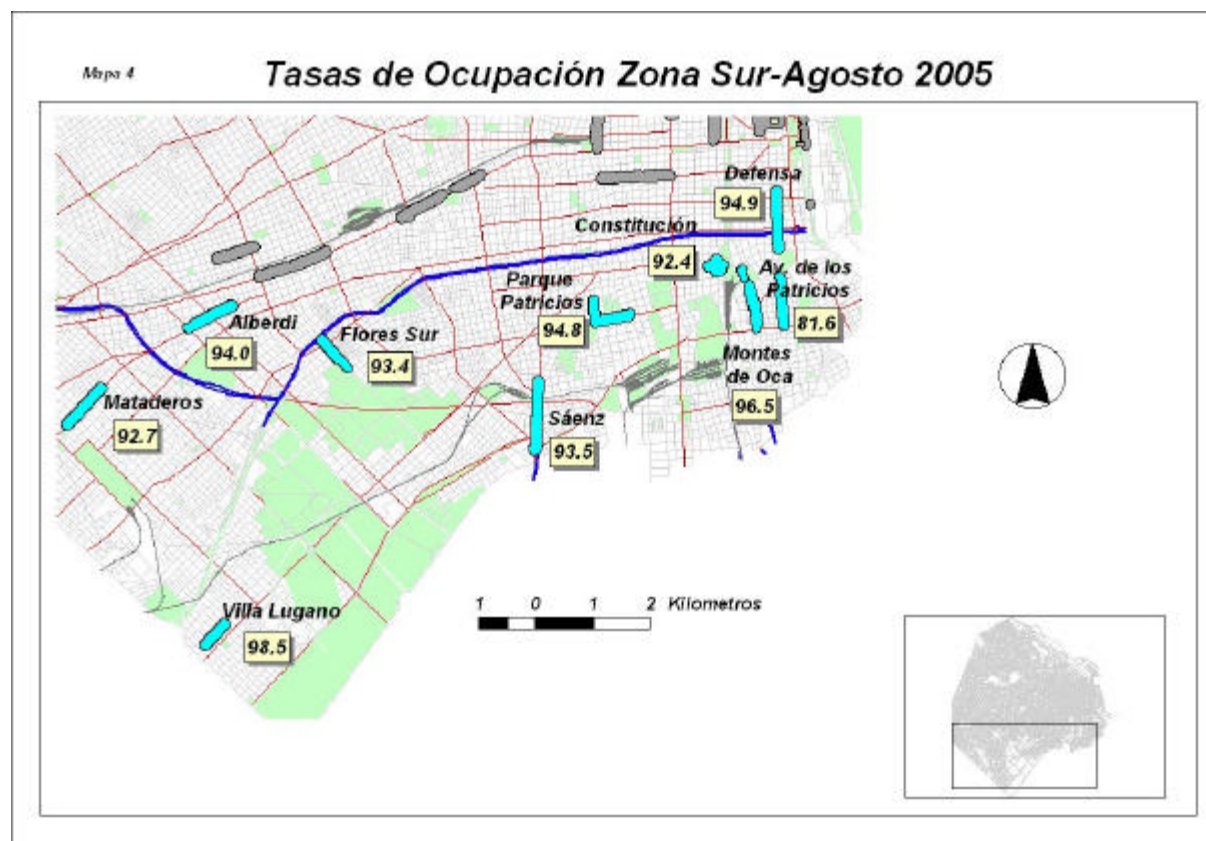 Mapa 4
Tasas de Ocupación Zona Sur-Agosto 2005
Defensa
94.9
Constitución
92.4
Av. de los
Patricios
81.6
Parque
Patricios
94.8
Alberdi
94.0
Flores Sur
93.4
Montes
de Oca
96.5
Mataderos
92.7
Sáenz
93.5
Villa Lugano
98.5
1 0 1 2 Kilometros